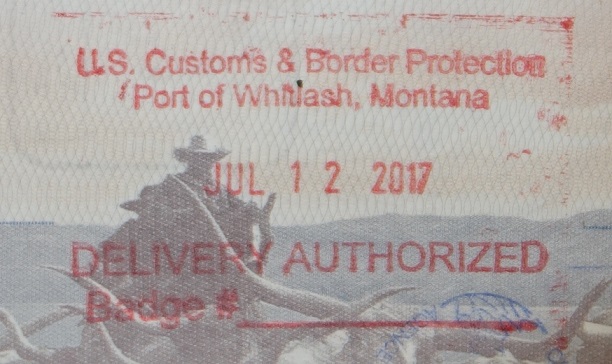 U.S. Customs & Border Protection
Port of Whitlash, Montana
JUL 12 2017
DELIVERY AUTHORIZED
Badge #